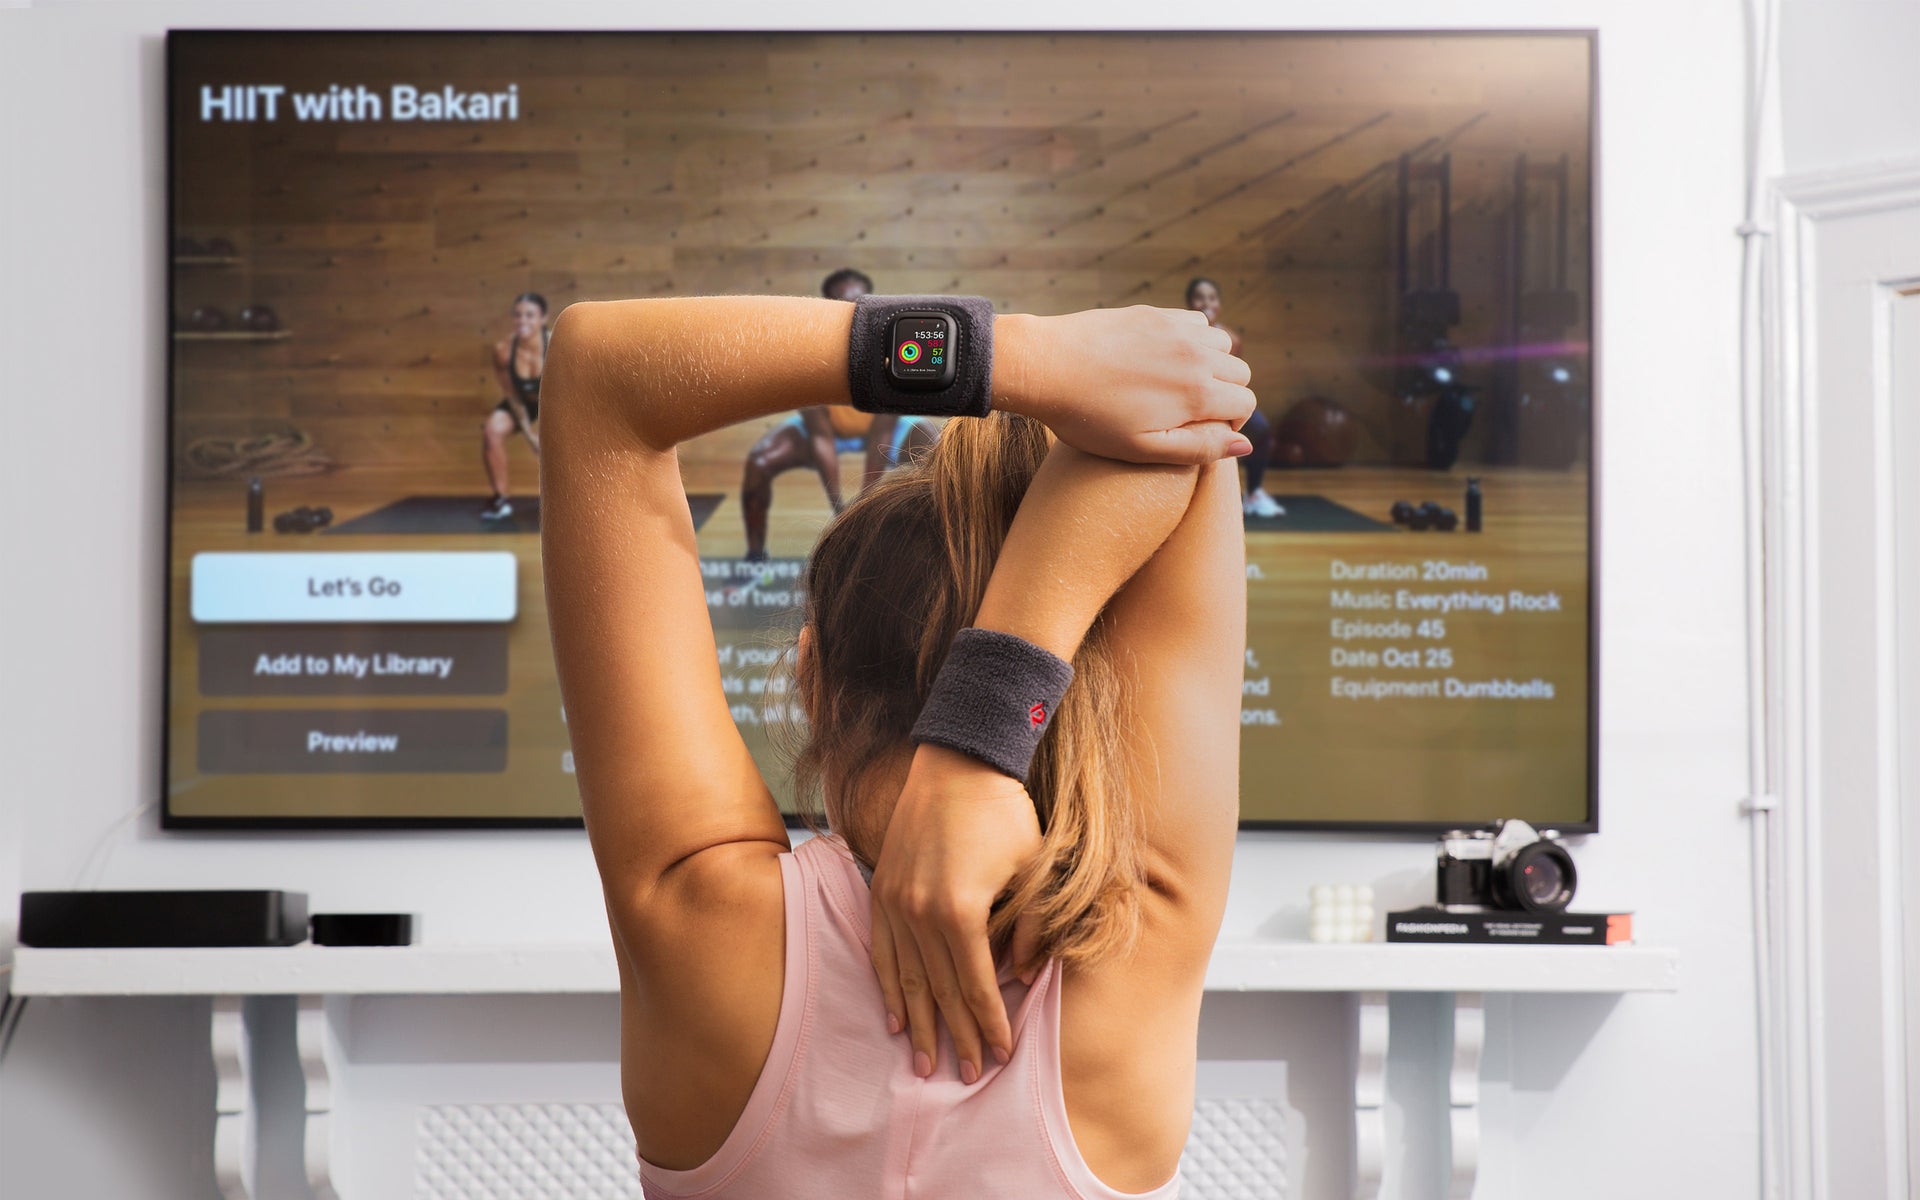 HIIT with Bakari
1:53:56
587
57
08
Let's Go
Add to My Library
Preview
has moves
of two
of your
and
n.
t,
nd
ons.
Duration 20min
Music Everything Rock
Episode 45
Date Oct 25
Equipment Dumbbells
FASHIONPEDIA